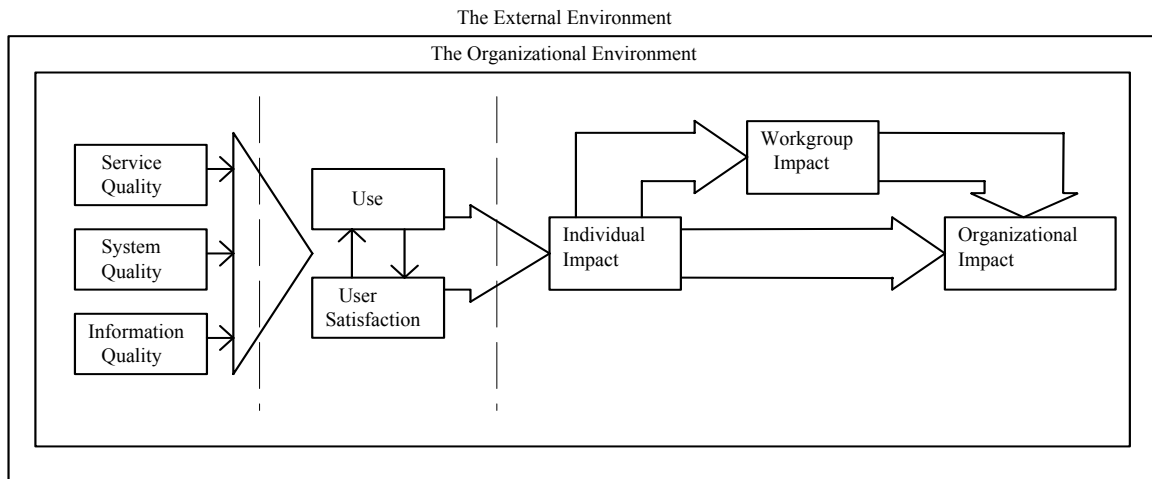 The External Environment
The Organizational Environment
Service
Quality
System
Quality
Information
Quality
Use
User
Satisfaction
Individual
Impact
Workgroup
Impact
Organizational
Impact